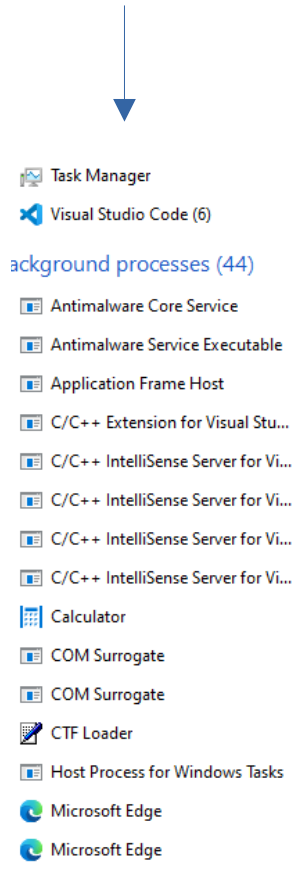 Task Manager
Visual Studio Code (6)
ackground processes (44)
Antimalware Core Service
Antimalware Service Executable
Application Frame Host
C/C++ Extension for Visual Stu...
C/C++ IntelliSense Server for Vi...
C/C++ IntelliSense Server for Vi...
C/C++ IntelliSense Server for Vi...
C/C++ IntelliSense Server for Vi...
Calculator
COM Surrogate
COM Surrogate
CTF Loader
Host Process for Windows Tasks
Microsoft Edge
Microsoft Edge